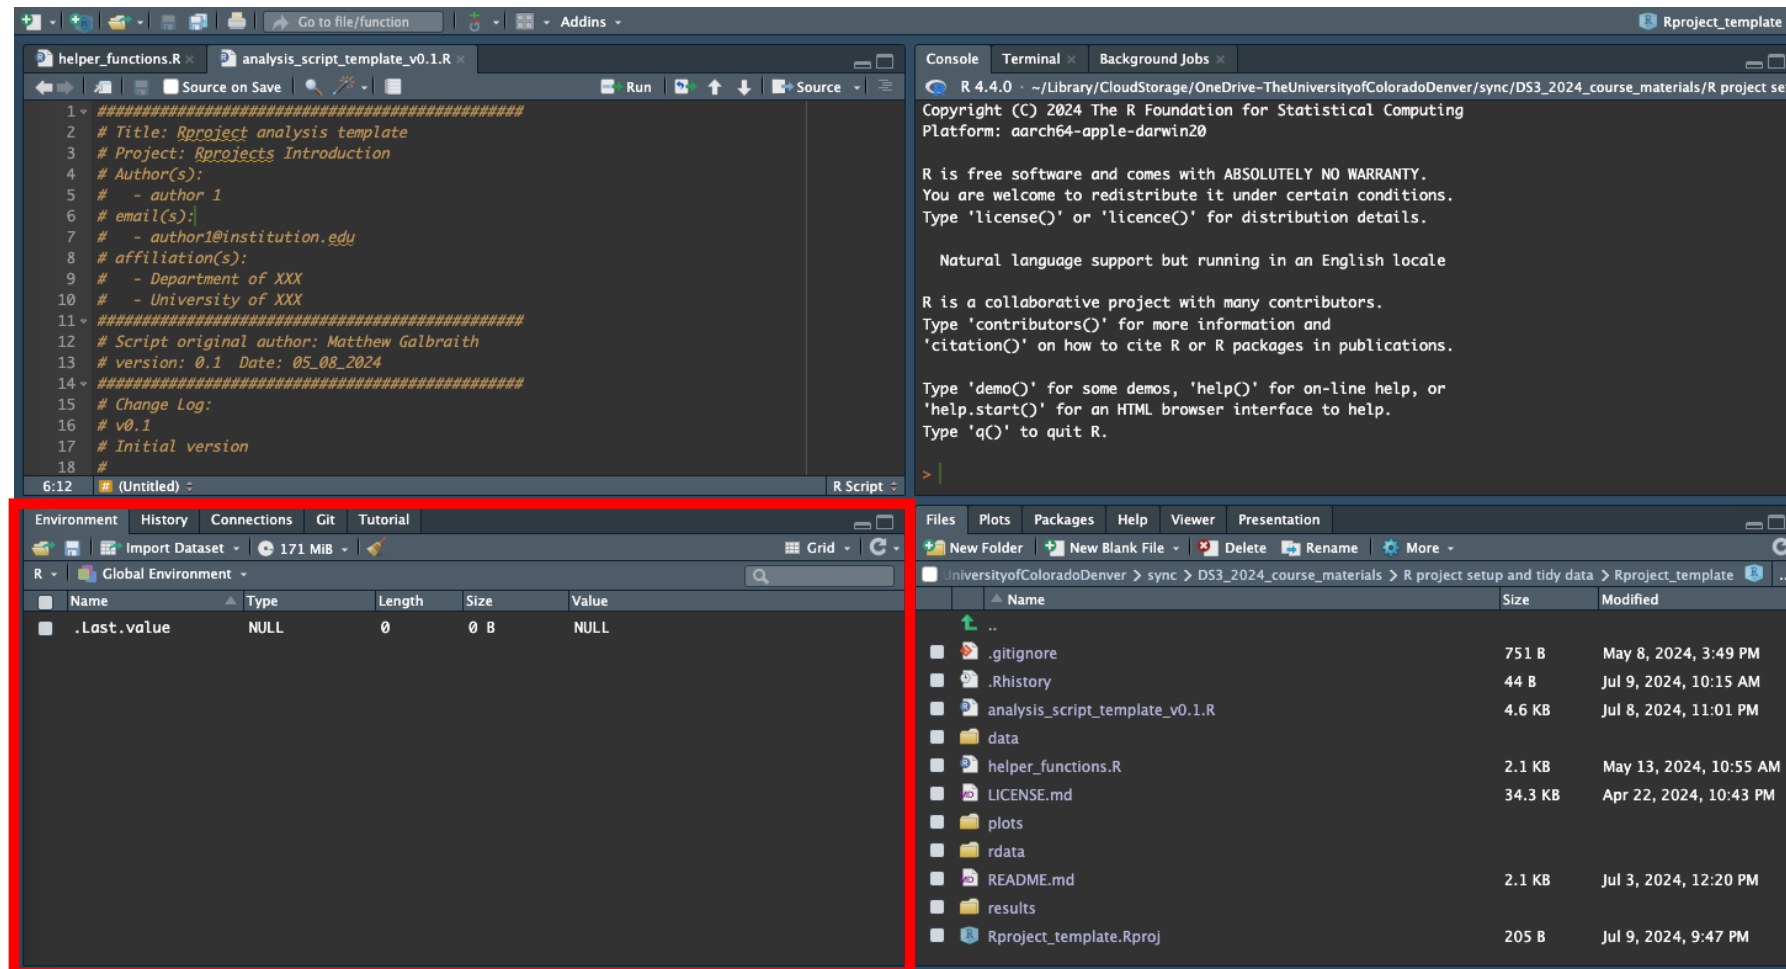 Go to file/function Addins Rproject_template
helper_functions.R analysis_script_template_v0.1.R
Source on Save Run Source
1 ################################################
2 # Title: Rproject analysis template
3 # Project: Rprojects Introduction
4 # Author(s):
5 #   - author 1
6 # email(s):
7 #   - author1@institution.edu
8 # affiliation(s):
9 #   - Department of XXX
10 #   - University of XXX
11 ################################################
12 # Script original author: Matthew Galbraith
13 # version: 0.1  Date: 05_08_2024
14 ################################################
15 # Change Log:
16 # v0.1
17 # Initial version
18 #
6:12 # (Untitled) R Script
Console Terminal Background Jobs
R 4.4.0 · ~/Library/CloudStorage/OneDrive-TheUniversityofColoradoDenver/sync/DS3_2024_course_materials/R project se
Copyright (C) 2024 The R Foundation for Statistical Computing
Platform: aarch64-apple-darwin20
R is free software and comes with ABSOLUTELY NO WARRANTY.
You are welcome to redistribute it under certain conditions.
Type 'license()' or 'licence()' for distribution details.
Natural language support but running in an English locale
R is a collaborative project with many contributors.
Type 'contributors()' for more information and
'citation()' on how to cite R or R packages in publications.
Type 'demo()' for some demos, 'help()' for on-line help, or
'help.start()' for an HTML browser interface to help.
Type 'q()' to quit R.
>
Environment History Connections Git Tutorial
Import Dataset 171 MiB Grid
R Global Environment
Name Type Length Size Value
.Last.value NULL 0 0 B NULL
Files Plots Packages Help Viewer Presentation
New Folder New Blank File Delete Rename More
UniversityofColoradoDenver > sync > DS3_2024_course_materials > R project setup and tidy data > Rproject_template ..
Name Size Modified
..
.gitignore 751 B May 8, 2024, 3:49 PM
.Rhistory 44 B Jul 9, 2024, 10:15 AM
analysis_script_template_v0.1.R 4.6 KB Jul 8, 2024, 11:01 PM
data
helper_functions.R 2.1 KB May 13, 2024, 10:55 AM
LICENSE.md 34.3 KB Apr 22, 2024, 10:43 PM
plots
rdata
README.md 2.1 KB Jul 3, 2024, 12:20 PM
results
Rproject_template.Rproj 205 B Jul 9, 2024, 9:47 PM